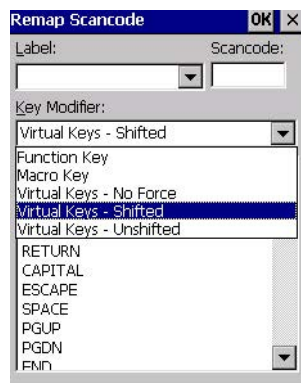 Remap Scancode OK ×
Label: Scancode:
Key Modifier:
Virtual Keys - Shifted
Function Key
Macro Key
Virtual Keys - No Force
Virtual Keys - Shifted
Virtual Keys - Unshifted
RETURN
CAPITAL
ESCAPE
SPACE
PGUP
PGDN
END